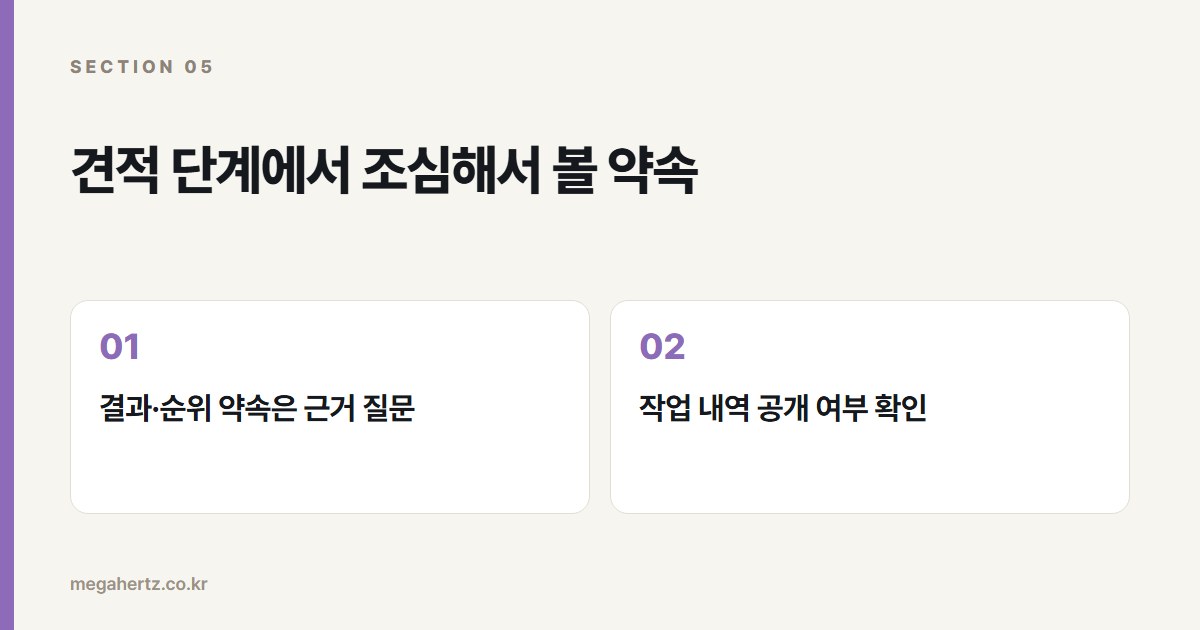 SECTION 05
견적 단계에서 조심해서 볼 약속
01
결과·순위 약속은 근거 질문
02
작업 내역 공개 여부 확인
megahertz.co.kr